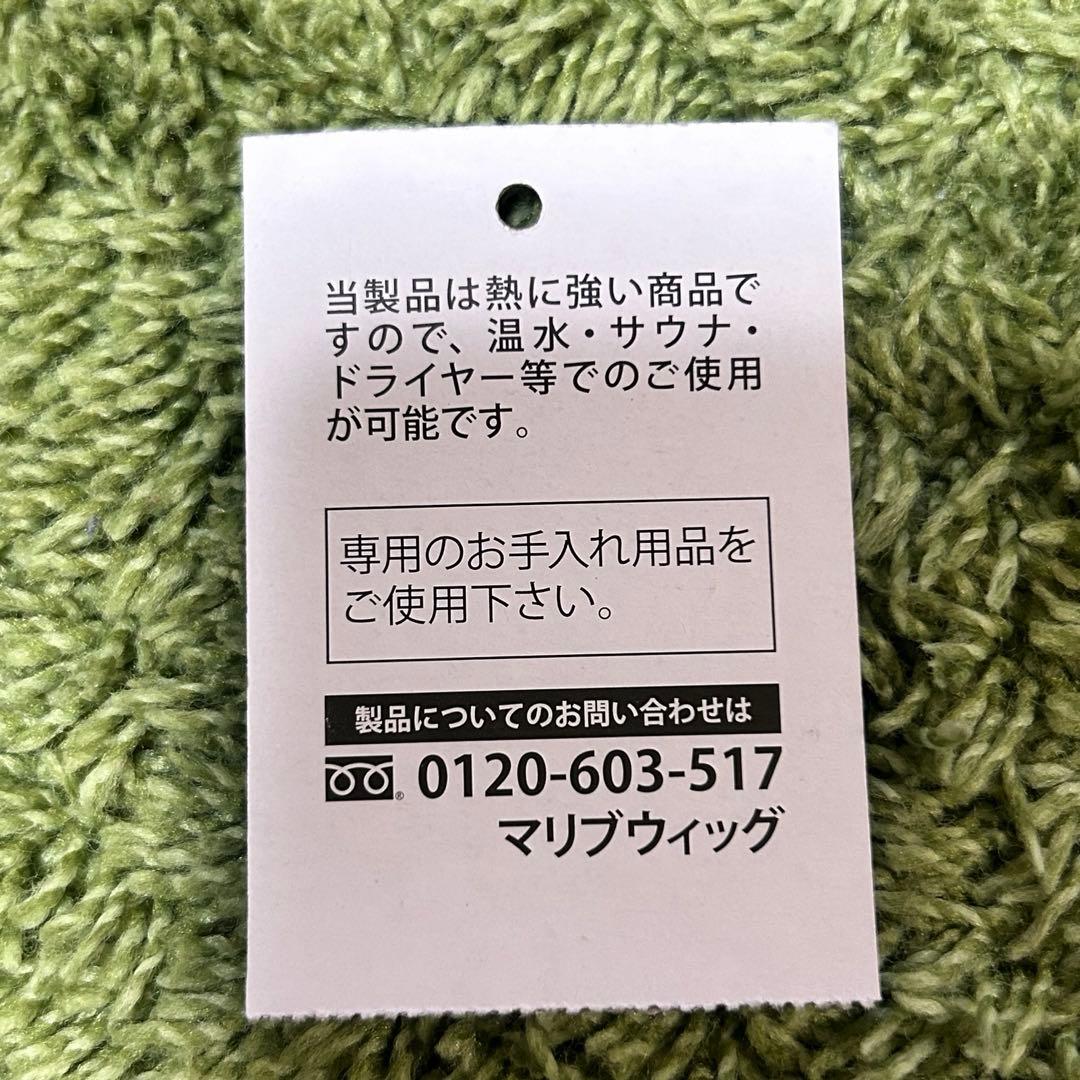 当製品は熱に強い商品で
すので、温水・サウナ・
ドライヤー等でのご使用
が可能です。
専用のお手入れ用品を
ご使用下さい。
製品についてのお問い合わせは
® 0120-603-517
マリブウィッグ